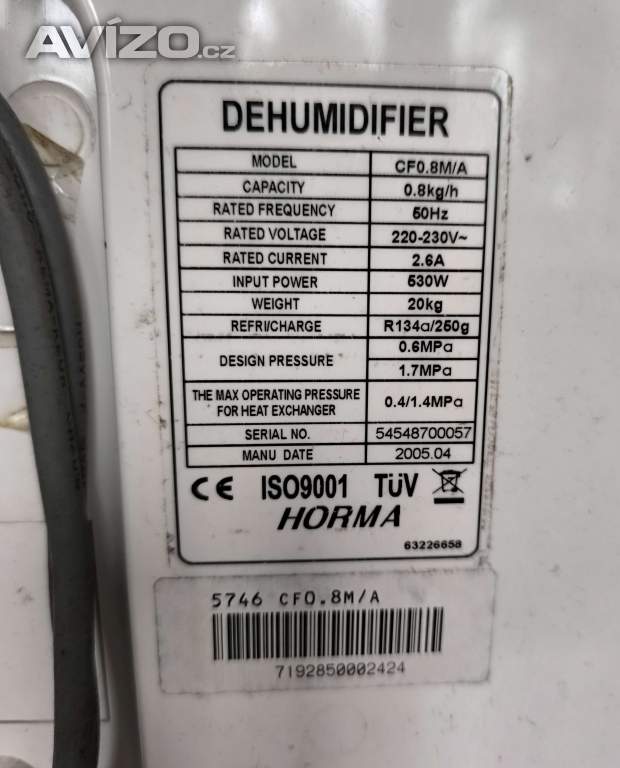 AVÍZO.cz
DEHUMIDIFIER
MODEL CF0.8M/A
CAPACITY 0.8kg/h
RATED FREQUENCY 50Hz
RATED VOLTAGE 220-230V~
RATED CURRENT 2.6A
INPUT POWER 530W
WEIGHT 20kg
REFRI/CHARGE R134a/250g
DESIGN PRESSURE 0.6MPa
1.7MPa
THE MAX OPERATING PRESSURE
FOR HEAT EXCHANGER 0.4/1.4MPa
SERIAL NO. 54548700057
MANU DATE 2005.04
CE ISO9001 TÜV
HORMA
63226658
5746 CF0.8M/A
7192850002424